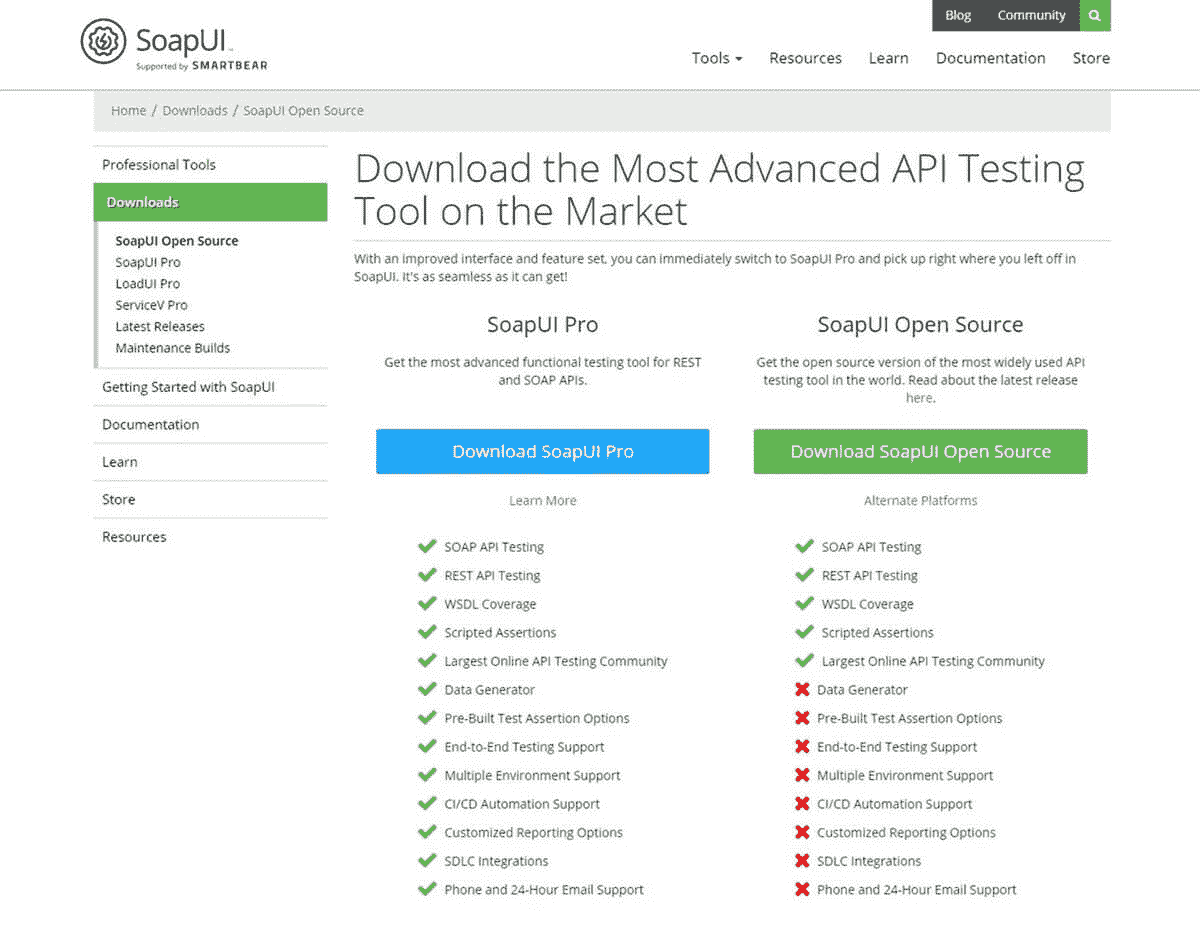 Blog Community
SoapUI™
Supported by SMARTBEAR
Tools Resources Learn Documentation Store
Home / Downloads / SoapUI Open Source
Professional Tools
Downloads
SoapUI Open Source
SoapUI Pro
LoadUI Pro
ServiceV Pro
Latest Releases
Maintenance Builds
Getting Started with SoapUI
Documentation
Learn
Store
Resources
Download the Most Advanced API Testing
Tool on the Market
With an improved interface and feature set, you can immediately switch to SoapUI Pro and pick up right where you left off in
SoapUI. It's as seamless as it can get!
SoapUI Pro
Get the most advanced functional testing tool for REST
and SOAP APIs.
Download SoapUI Pro
Learn More
SOAP API Testing
REST API Testing
WSDL Coverage
Scripted Assertions
Largest Online API Testing Community
Data Generator
Pre-Built Test Assertion Options
End-to-End Testing Support
Multiple Environment Support
CI/CD Automation Support
Customized Reporting Options
SDLC Integrations
Phone and 24-Hour Email Support
SoapUI Open Source
Get the open source version of the most widely used API
testing tool in the world. Read about the latest release
here.
Download SoapUI Open Source
Alternate Platforms
SOAP API Testing
REST API Testing
WSDL Coverage
Scripted Assertions
Largest Online API Testing Community
Data Generator
Pre-Built Test Assertion Options
End-to-End Testing Support
Multiple Environment Support
CI/CD Automation Support
Customized Reporting Options
SDLC Integrations
Phone and 24-Hour Email Support